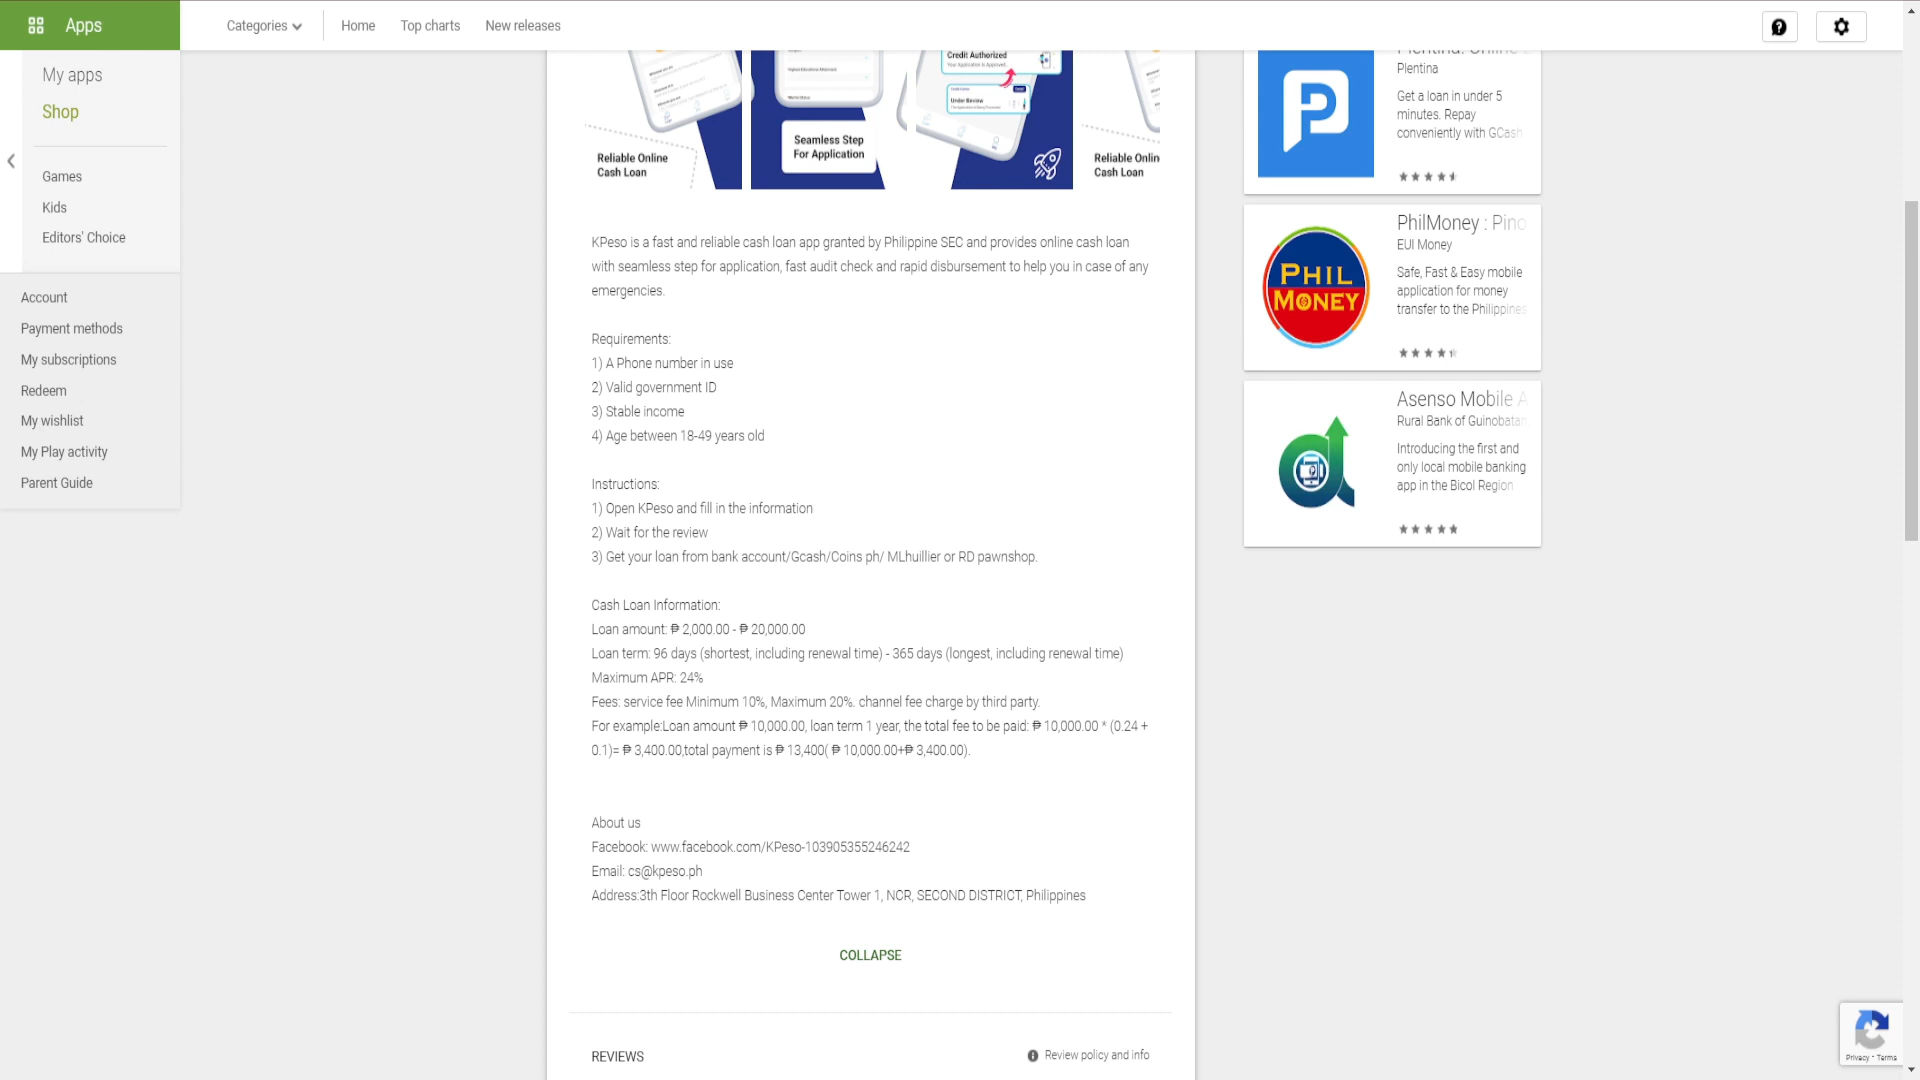 Apps
Categories
Home
Top charts
New releases
My apps
Shop
Games
Kids
Editors' Choice
Account
Payment methods
My subscriptions
Redeem
My wishlist
My Play activity
Parent Guide
Reliable Online
Cash Loan
Seamless Step
For Application
Credit Authorized
Under Review
Reliable Onlin
Cash Loan
KPeso is a fast and reliable cash loan app granted by Philippine SEC and provides online cash loan
with seamless step for application, fast audit check and rapid disbursement to help you in case of any
emergencies.
Requirements:
1) A Phone number in use
2) Valid government ID
3) Stable income
4) Age between 18-49 years old
Instructions:
1) Open KPeso and fill in the information
2) Wait for the review
3) Get your loan from bank account/Gcash/Coins ph/ MLhuillier or RD pawnshop.
Cash Loan Information:
Loan amount: ₱ 2,000.00 - ₱ 20,000.00
Loan term: 96 days (shortest, including renewal time) - 365 days (longest, including renewal time)
Maximum APR: 24%
Fees: service fee Minimum 10%, Maximum 20%. channel fee charge by third party.
For example:Loan amount ₱ 10,000.00, loan term 1 year, the total fee to be paid: ₱ 10,000.00 * (0.24 +
0.1)= ₱ 3,400.00,total payment is ₱ 13,400( ₱ 10,000.00+₱ 3,400.00).
About us
Facebook: www.facebook.com/KPeso-103905355246242
Email: cs@kpeso.ph
Address:3th Floor Rockwell Business Center Tower 1, NCR, SECOND DISTRICT, Philippines
COLLAPSE
REVIEWS
Review policy and info
Plentina: Online
Plentina
Get a loan in under 5
minutes. Repay
conveniently with GCash
PhilMoney : Pino
EUI Money
Safe, Fast & Easy mobile
application for money
transfer to the Philippines
PHIL
MONEY
Asenso Mobile A
Rural Bank of Guinobatan,
Introducing the first and
only local mobile banking
app in the Bicol Region
Privacy - Terms